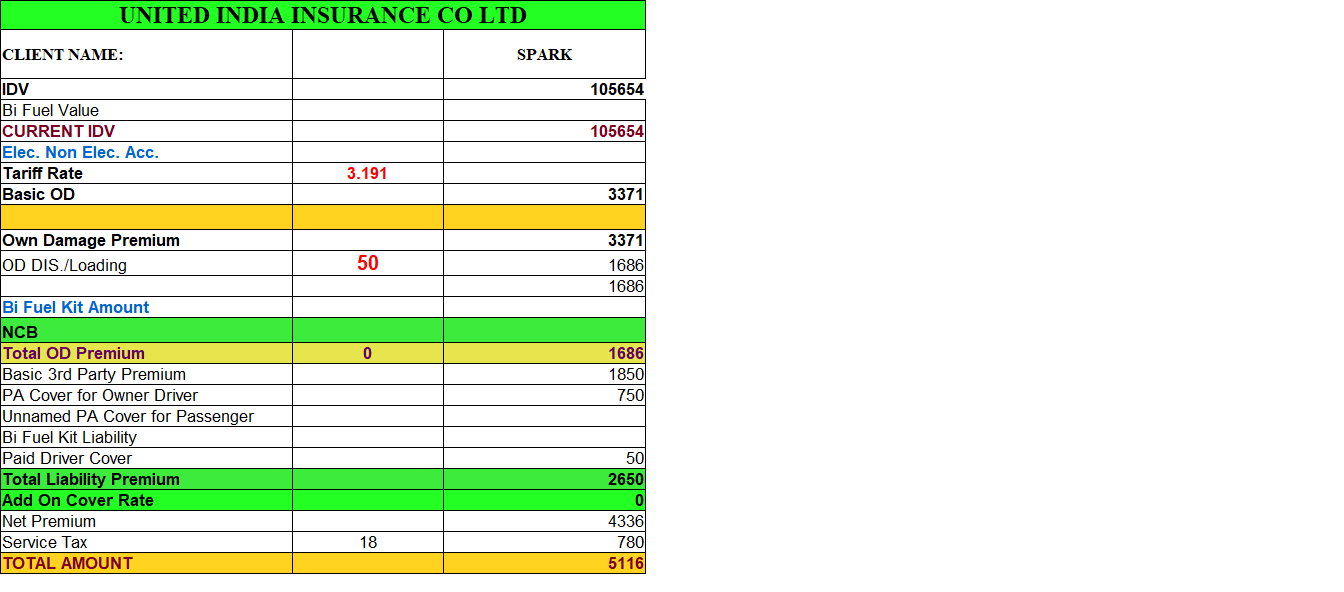 UNITED INDIA INSURANCE CO LTD
CLIENT NAME: SPARK
IDV 105654
Bi Fuel Value
CURRENT IDV 105654
Elec. Non Elec. Acc.
Tariff Rate 3.191
Basic OD 3371
Own Damage Premium 3371
OD DIS./Loading 50 1686
1686
Bi Fuel Kit Amount
NCB
Total OD Premium 0 1686
Basic 3rd Party Premium 1850
PA Cover for Owner Driver 750
Unnamed PA Cover for Passenger
Bi Fuel Kit Liability
Paid Driver Cover 50
Total Liability Premium 2650
Add On Cover Rate 0
Net Premium 4336
Service Tax 18 780
TOTAL AMOUNT 5116